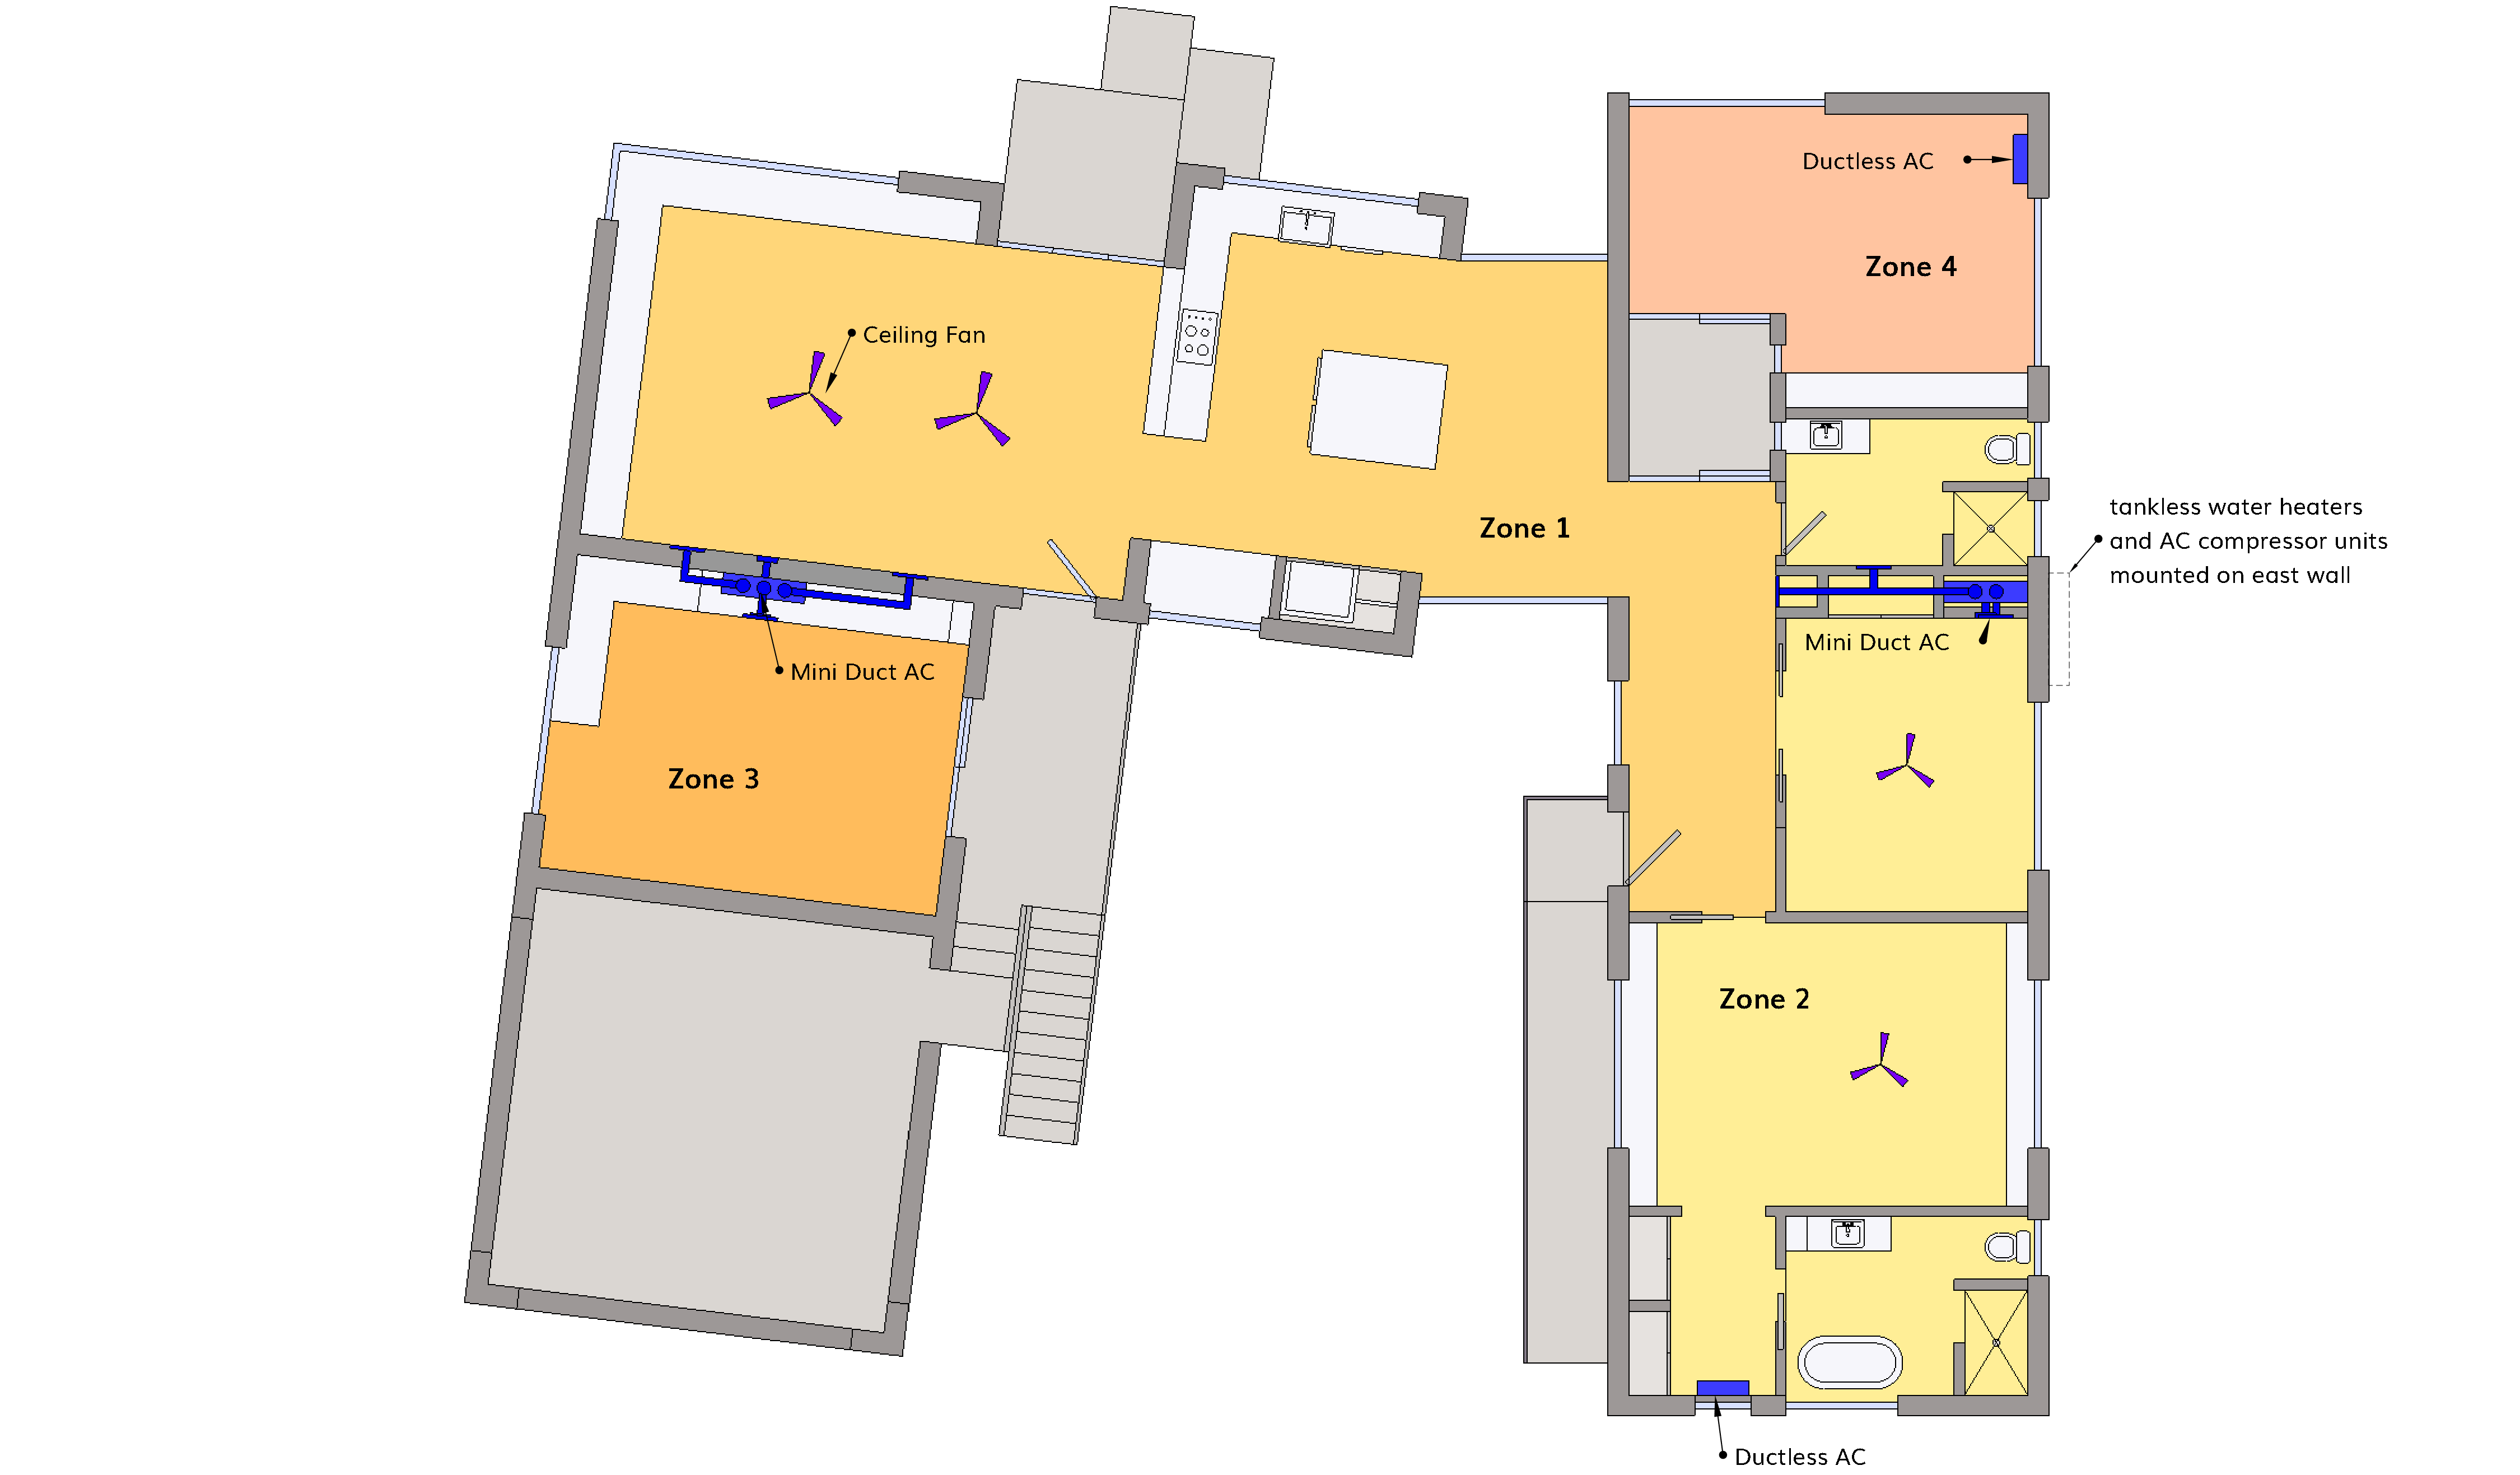 Ductless AC
Zone 4
Ceiling Fan
tankless water heaters
and AC compressor units
mounted on east wall
Zone 1
Mini Duct AC
Mini Duct AC
Zone 3
Zone 2
Ductless AC